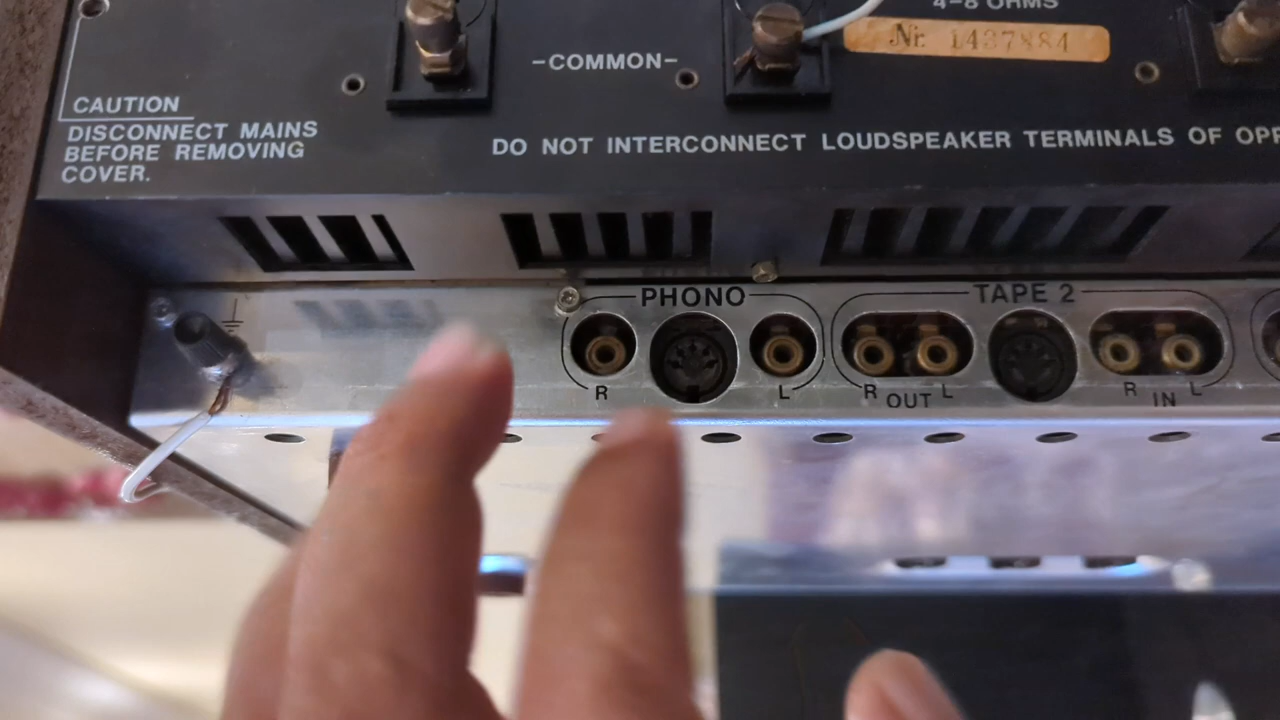 4-8 OHMS
Nr. 1437884
-COMMON-
CAUTION
DISCONNECT MAINS
BEFORE REMOVING
COVER.
DO NOT INTERCONNECT LOUDSPEAKER TERMINALS OF OPP
PHONO
R
L
TAPE 2
R OUT L
R IN L